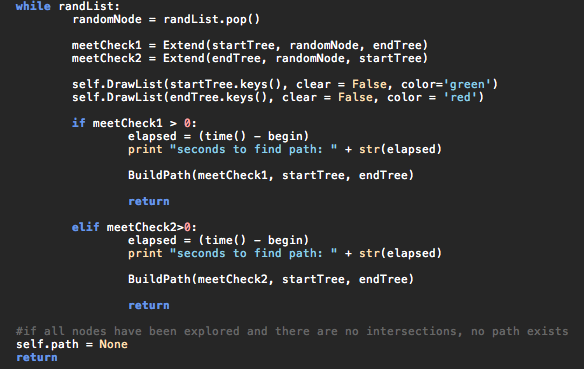 while randList:
randomNode = randList.pop()
meetCheck1 = Extend(startTree, randomNode, endTree)
meetCheck2 = Extend(endTree, randomNode, startTree)
self.DrawList(startTree.keys(), clear = False, color='green')
self.DrawList(endTree.keys(), clear = False, color = 'red')
if meetCheck1 > 0:
elapsed = (time() - begin)
print "seconds to find path: " + str(elapsed)
BuildPath(meetCheck1, startTree, endTree)
return
elif meetCheck2>0:
elapsed = (time() - begin)
print "seconds to find path: " + str(elapsed)
BuildPath(meetCheck2, startTree, endTree)
return
#if all nodes have been explored and there are no intersections, no path exists
self.path = None
return